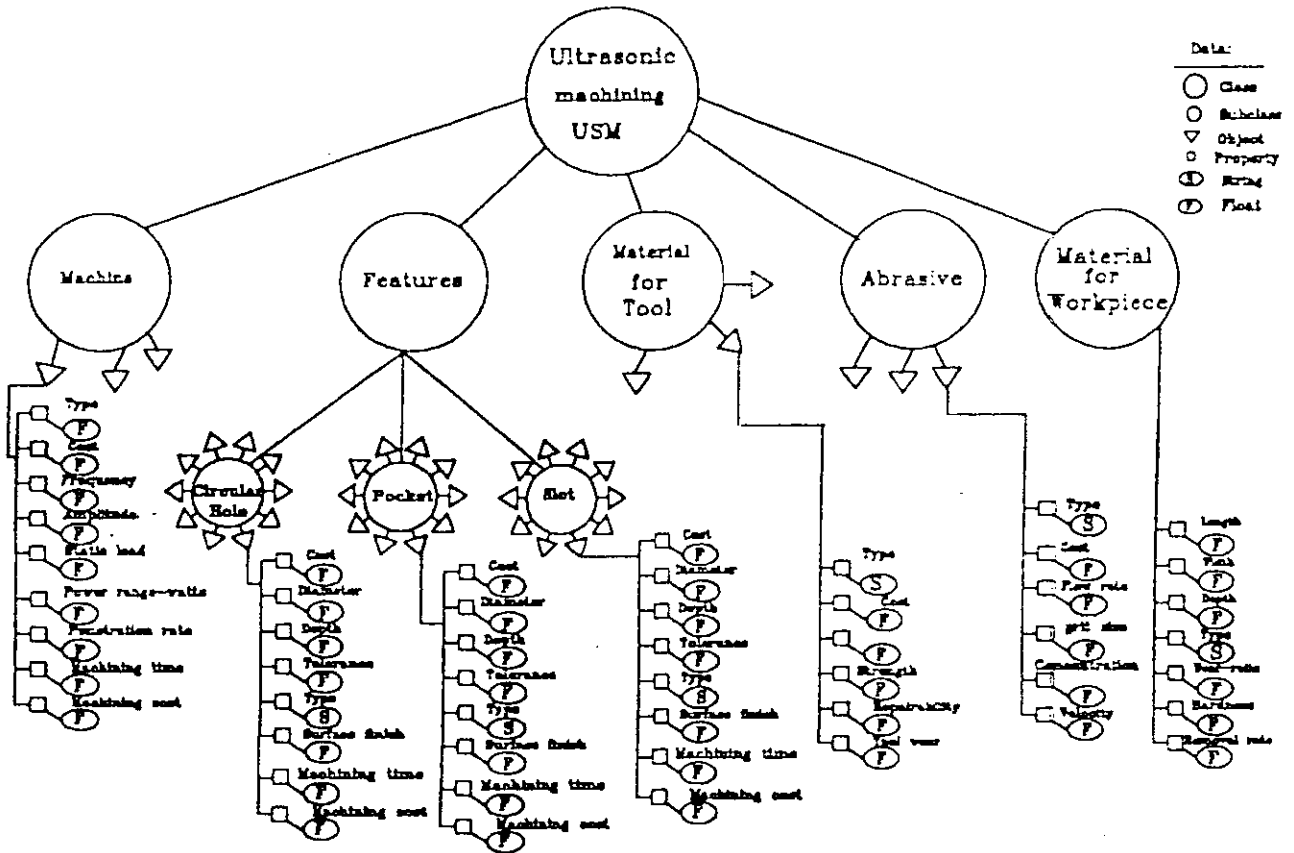 Ultrasonic
machining
USM
Data:
Class
Subclass
Object
Property
S String
F Float
Machine
Features
Material
for
Tool
Abrasive
Material
for
Workpiece
Circular
Hole
Pocket
Slot
Type
F
Cost
F
Frequency
F
Amplitude
F
Static load
F
Power range-watts
F
Penetration rate
F
Machining time
F
Machining cost
F
Cost
F
Diameter
F
Depth
F
Tolerance
F
Type
S
Surface finish
F
Machining time
F
Machining cost
F
Cost
F
Diameter
F
Depth
F
Tolerance
F
Type
S
Surface finish
F
Machining time
F
Machining cost
F
Cost
F
Diameter
F
Depth
F
Tolerance
F
Type
S
Surface finish
F
Machining time
F
Machining cost
F
Type
S
Cost
F
F
Strength
F
F
Tool wear
F
Type
S
Cost
F
Flow rate
F
grit size
F
Concentration
F
Velocity
F
Length
F
F
Depth
F
Type
S
F
Hardness
F
Removal rate
F